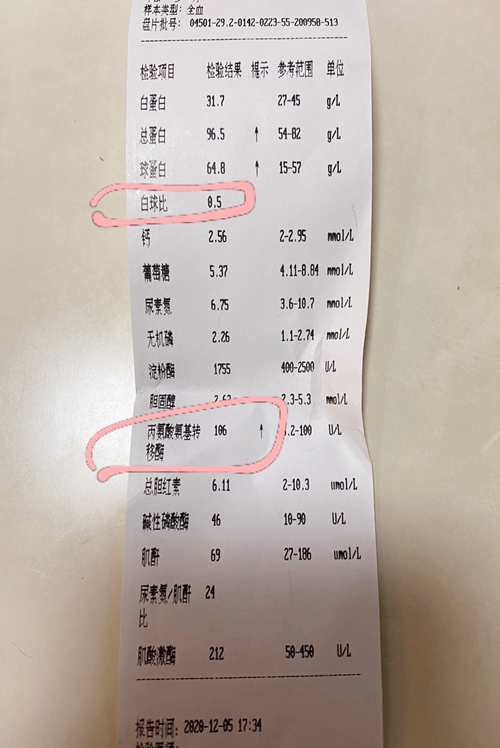 样本类型: 全血
盘片批号: 04501-29.2-0142-0223-55-200950-513
检验项目 检验结果 提示 参考范围 单位
白蛋白 31.7 27-45 g/L
总蛋白 96.5 ↑ 54-82 g/L
球蛋白 64.8 ↑ 15-57 g/L
白球比 0.5
钙 2.56 2-2.95 mmol/L
葡萄糖 5.37 4.11-8.84 mmol/L
尿素氮 6.75 3.6-10.7 mmol/L
无机磷 2.26 1.1-2.74 mmol/L
淀粉酶 1755 400-2500 U/L
胆固醇 2.3-5.3 mmol/L
丙氨酸氨基转 106 ↑ U/L
移酶
总胆红素 6.11 2-10.3 umol/L
碱性磷酸酶 46 10-90 U/L
肌酐 69 27-186 umol/L
尿素氮/肌酐 24
比
肌酸激酶 212 50-450 U/L
报告时间: 2020-12-05 17:34